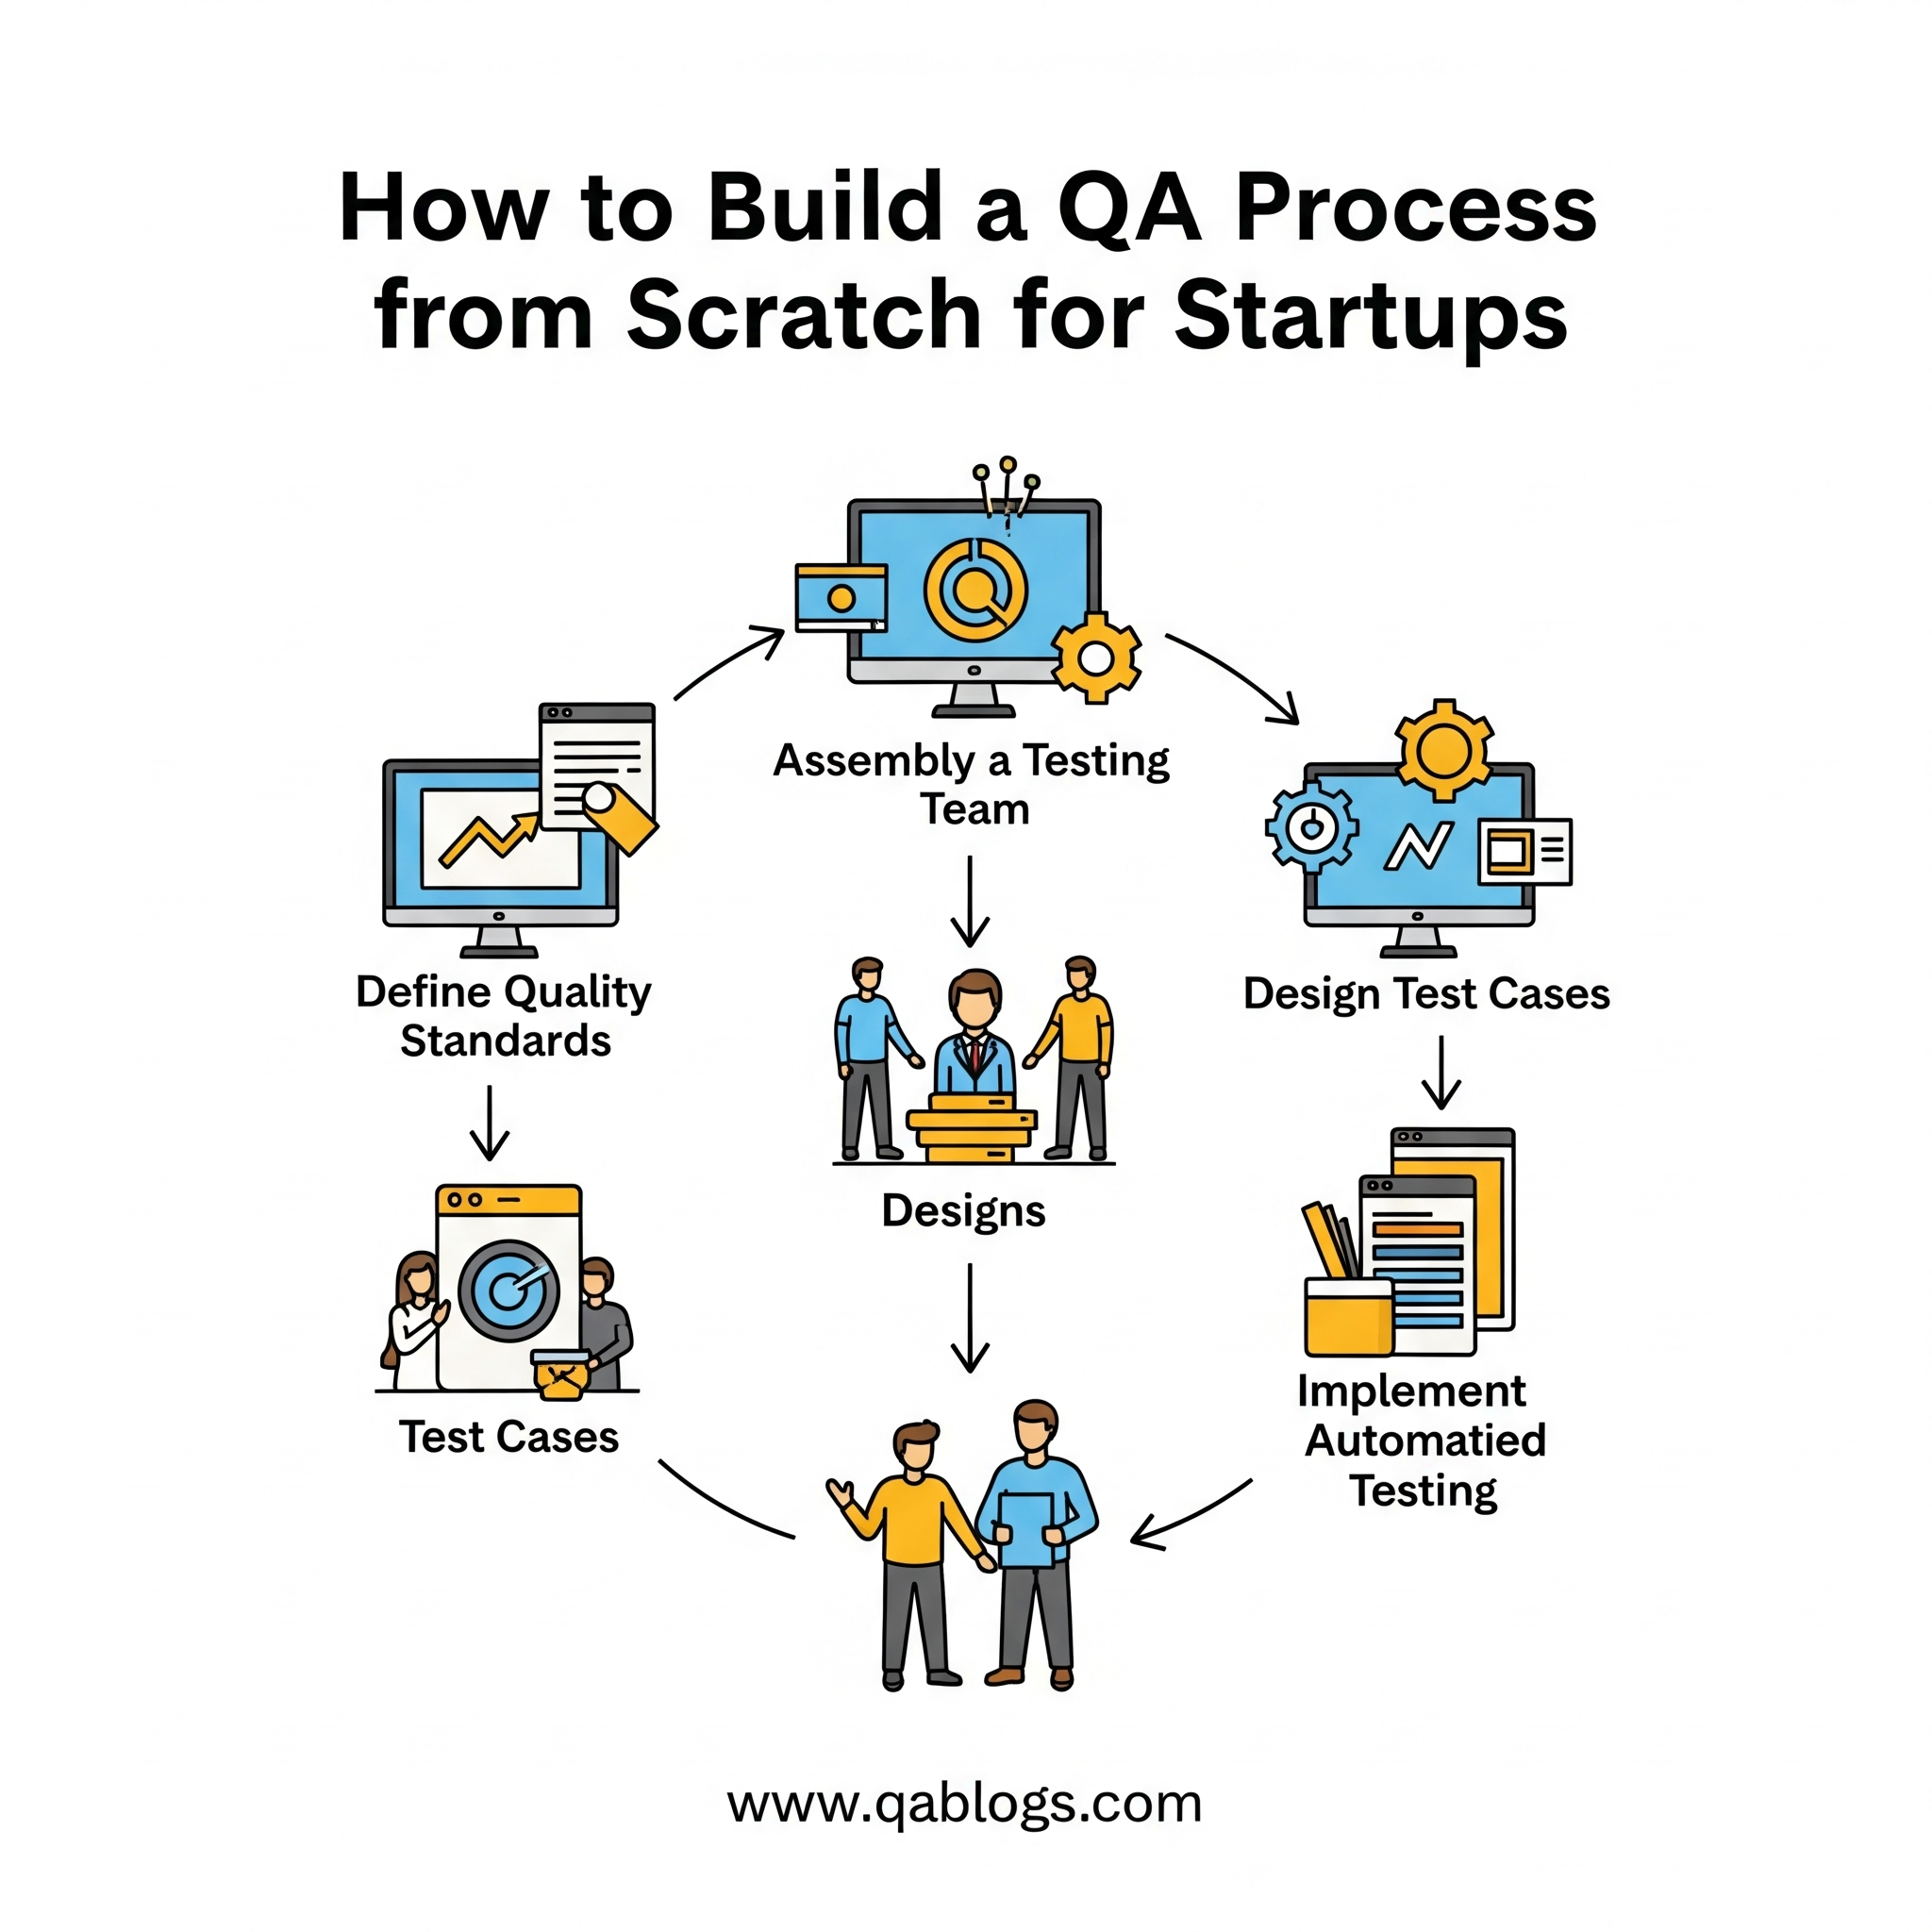 How to Build a QA Process
from Scratch for Startups
Assembly a Testing
Team
Define Quality
Standards
Design Test Cases
Designs
Test Cases
Implement
Automatied
Testing
www.qablogs.com